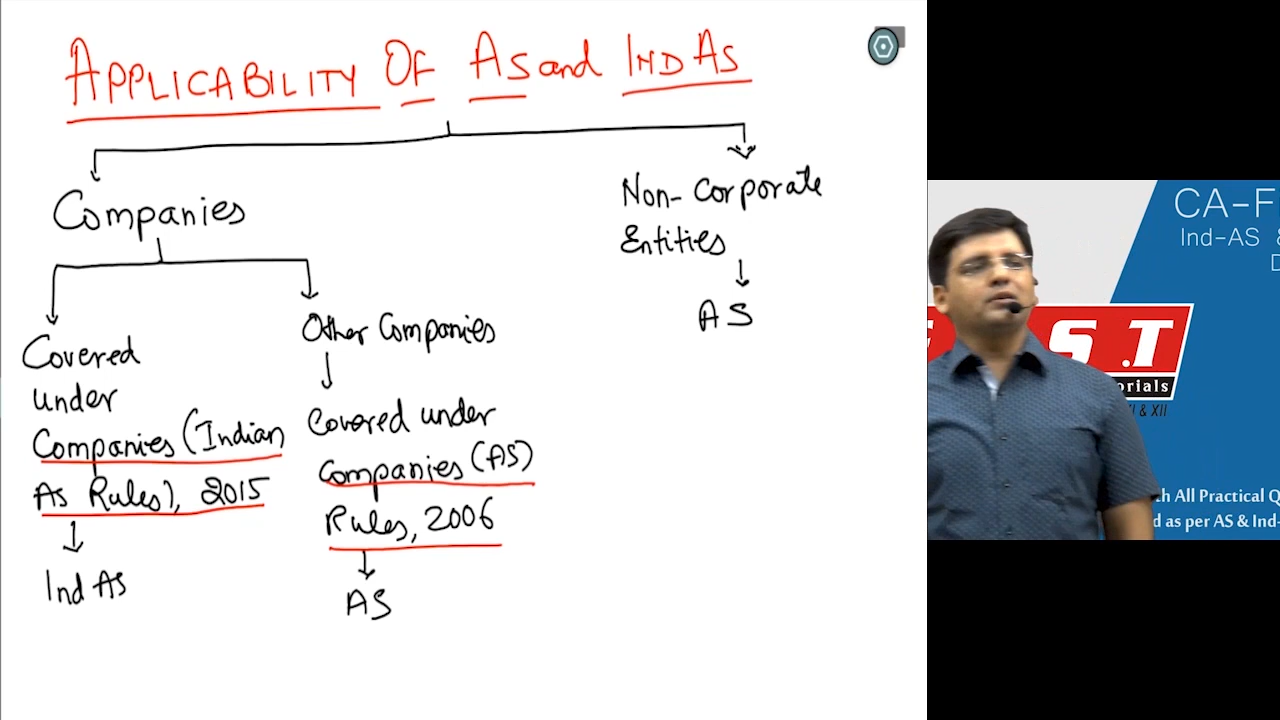 APPLICABILITY OF AS and IND AS
Companies
Non-Corporate
Entities
AS
Covered
under
Companies (Indian
As Rules), 2015
Ind AS
Other Companies
Covered under
Companies (AS)
Rules, 2006
AS
CA-F
Ind-AS &
D
S.T
orials
I & XII
ch All Practical Q
d as per AS & Ind-